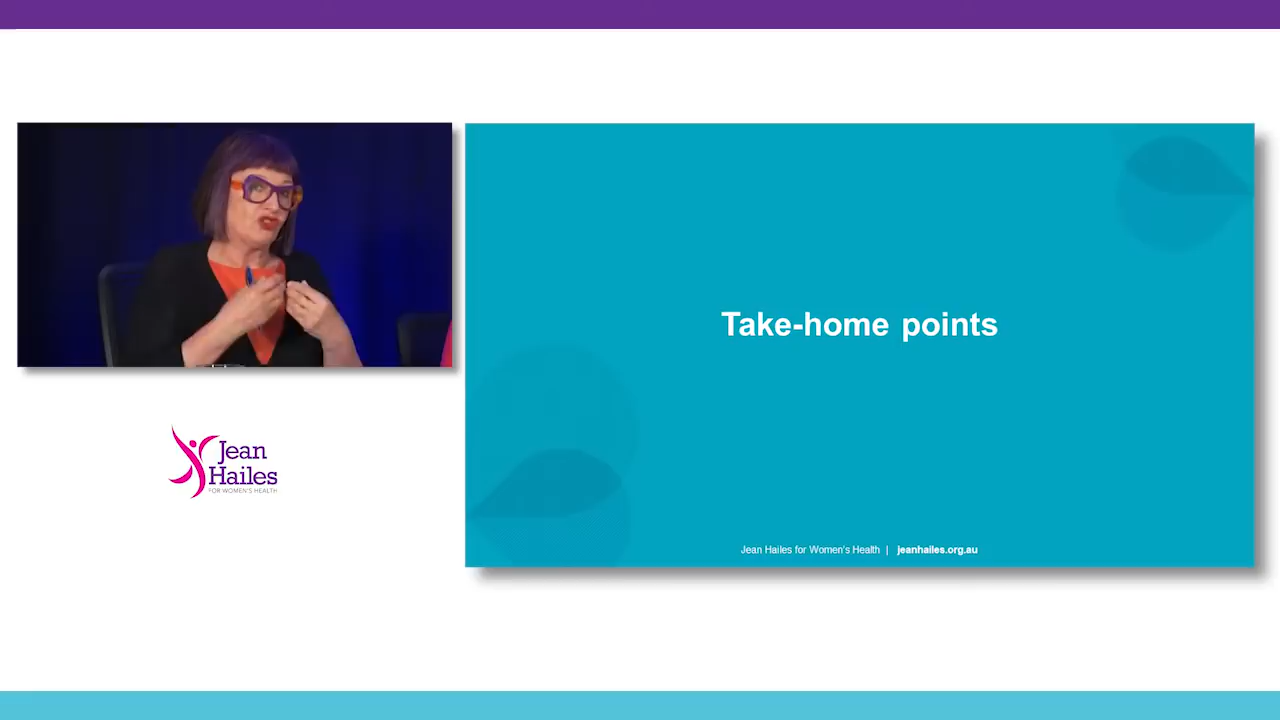 Take-home points
Jean
Hailes
FOR WOMEN'S HEALTH
Jean Hailes for Women's Health | jeanhailes.org.au